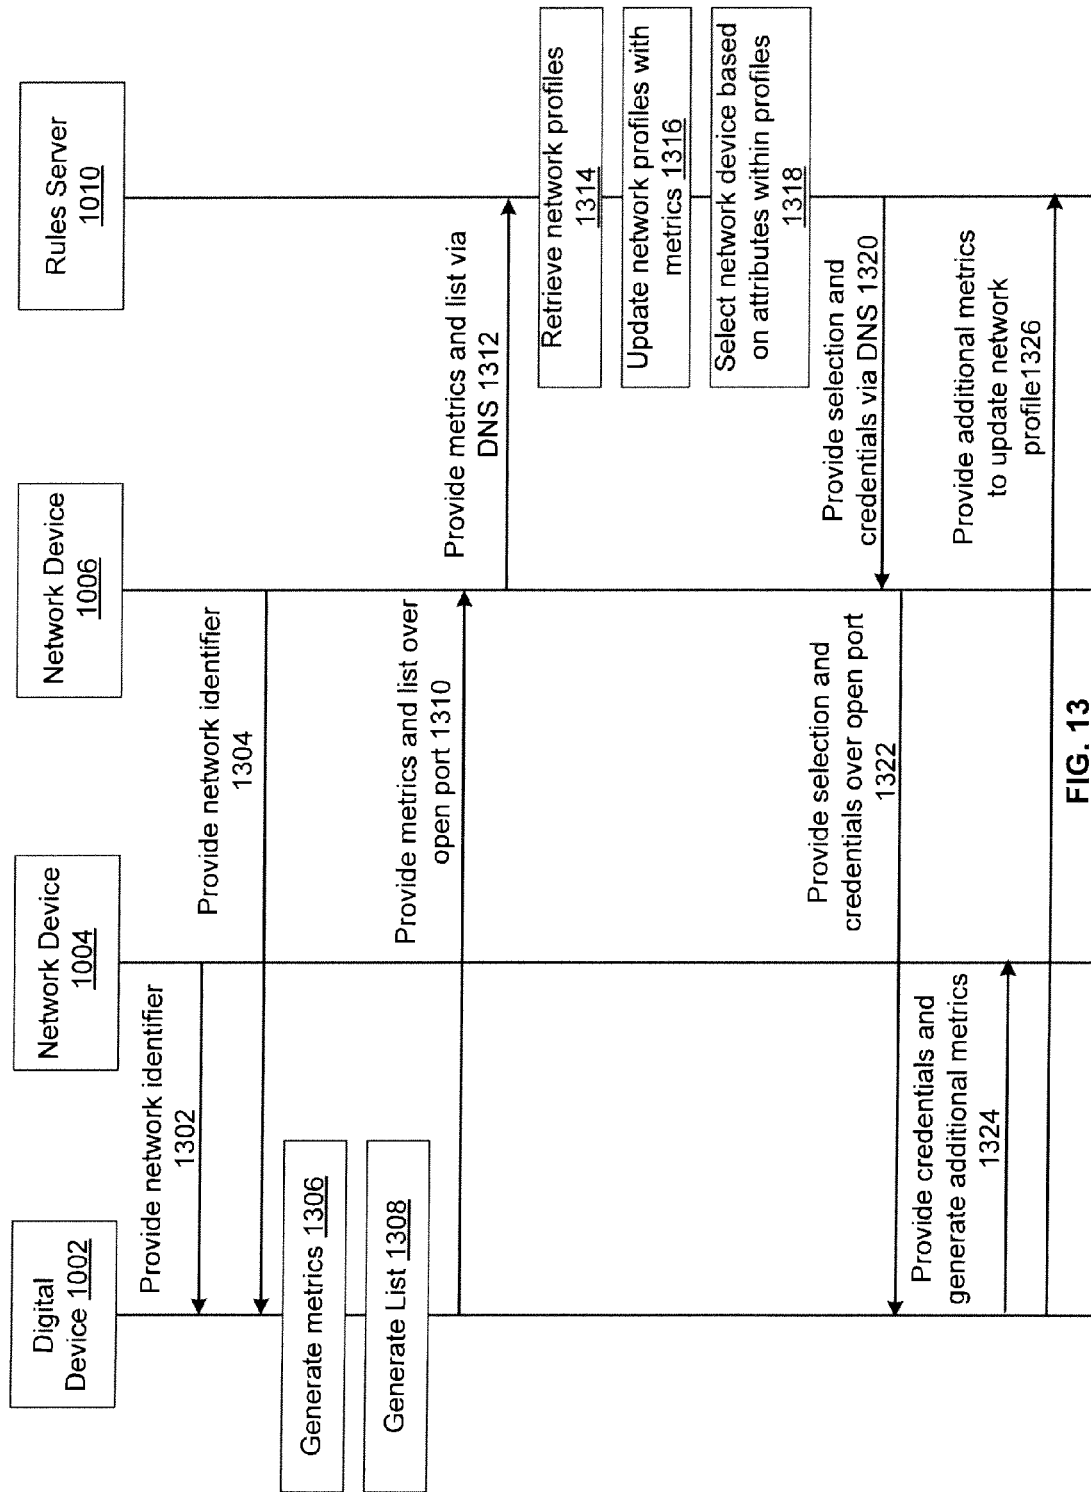 Digital
Device 1002
Network Device
1004
Network Device
1006
Rules Server
1010
Provide network identifier
1302
Provide network identifier
1304
Generate metrics 1306
Generate List 1308
Provide metrics and list over
open port 1310
Provide metrics and list via
DNS 1312
Retrieve network profiles
1314
Update network profiles with
metrics 1316
Select network device based
on attributes within profiles
1318
Provide selection and
credentials via DNS 1320
Provide selection and
credentials over open port
1322
Provide credentials and
generate additional metrics
1324
Provide additional metrics
to update network
profile1326
FIG. 13